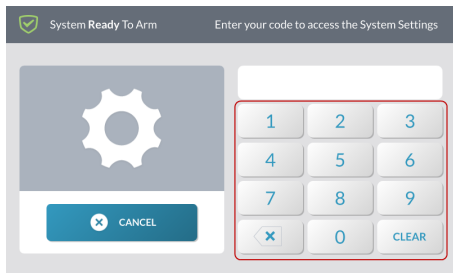 System Ready To Arm
Enter your code to access the System Settings
1 2 3
4 5 6
7 8 9
0 CLEAR
CANCEL